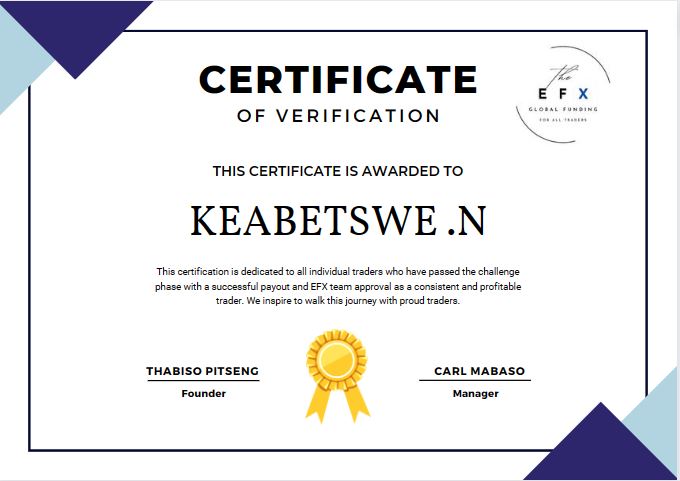 CERTIFICATE
OF VERIFICATION
the
EFX
GLOBAL FUNDING
FOR ALL TRADERS
THIS CERTIFICATE IS AWARDED TO
KEABETSWE .N
This certification is dedicated to all individual traders who have passed the challenge
phase with a successful payout and EFX team approval as a consistent and profitable
trader. We inspire to walk this journey with proud traders.
THABISO PITSENG
Founder
CARL MABASO
Manager